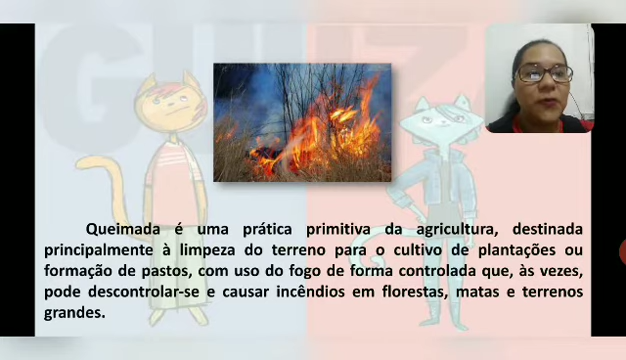 GUIZ
Queimada é uma prática primitiva da agricultura, destinada
principalmente à limpeza do terreno para o cultivo de plantações ou
formação de pastos, com uso do fogo de forma controlada que, às vezes,
pode descontrolar-se e causar incêndios em florestas, matas e terrenos
grandes.